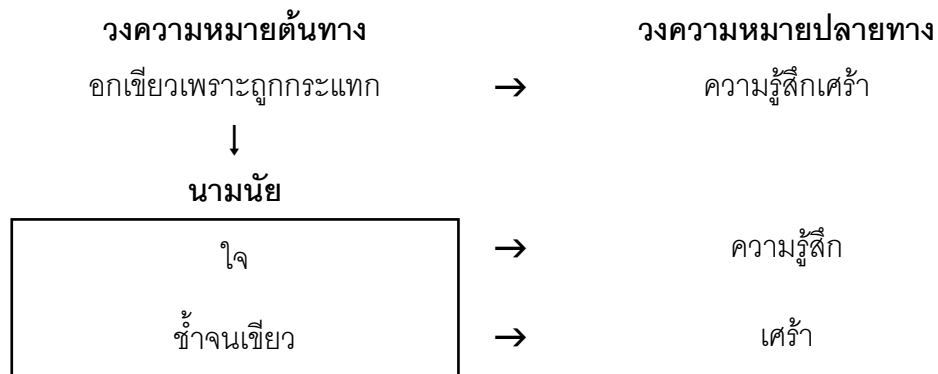 วงความหมายต้นทาง วงความหมายปลายทาง
อกเขียวเพราะถูกกระแทก → ความรู้สึกเศร้า
↓
นามนัย
ใจ → ความรู้สึก
ช้ำจนเขียว → เศร้า